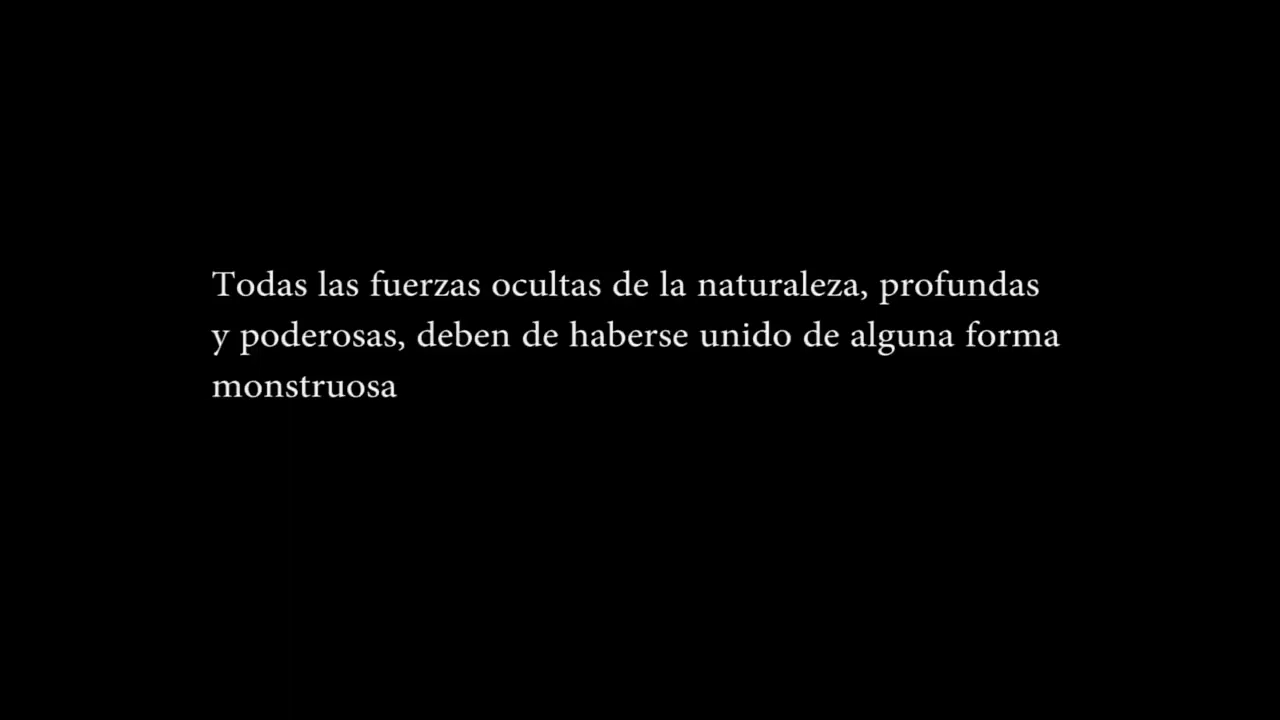 Todas las fuerzas ocultas de la naturaleza, profundas
y poderosas, deben de haberse unido de alguna forma
monstruosa